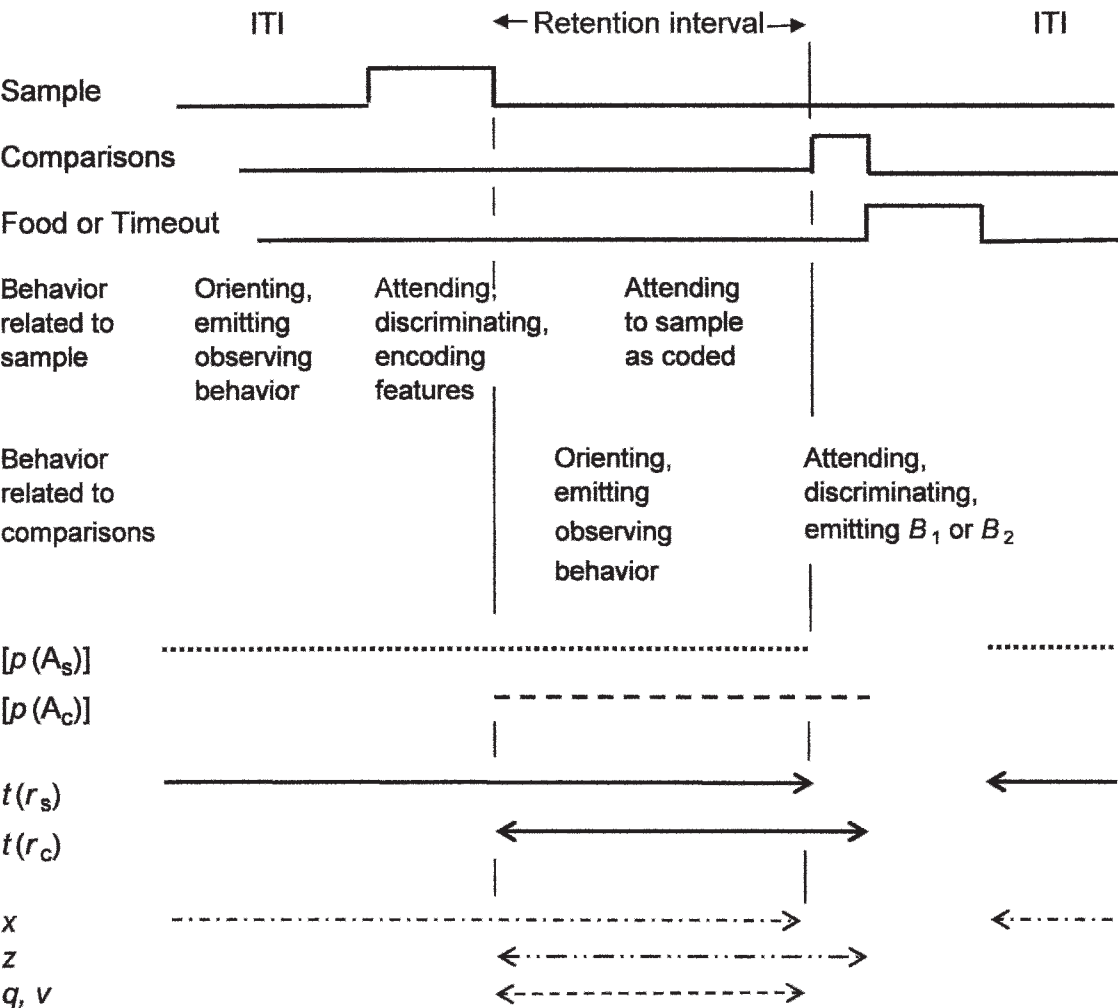 ITI ← Retention interval → ITI
Sample
Comparisons
Food or Timeout
Behavior related to sample
Orienting, emitting observing behavior
Attending, discriminating, encoding features
Attending to sample as coded
Behavior related to comparisons
Orienting, emitting observing behavior
Attending, discriminating, emitting B₁ or B₂
[p(Aₛ)]
[p(A_c)]
t(rₛ)
t(r_c)
x
z
q, v